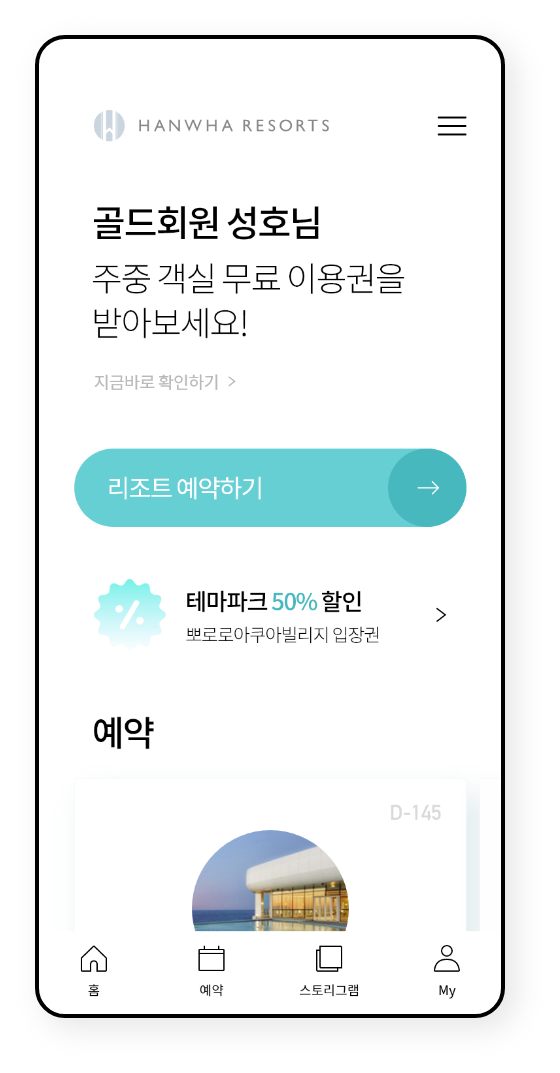 HANWHA RESORTS
골드회원 성호님
주중 객실 무료 이용권을
받아보세요!
지금바로 확인하기 >
리조트 예약하기 →
테마파크 50% 할인
뽀로로아쿠아빌리지 입장권
예약
D-145
홈
예약
스토리그램
My